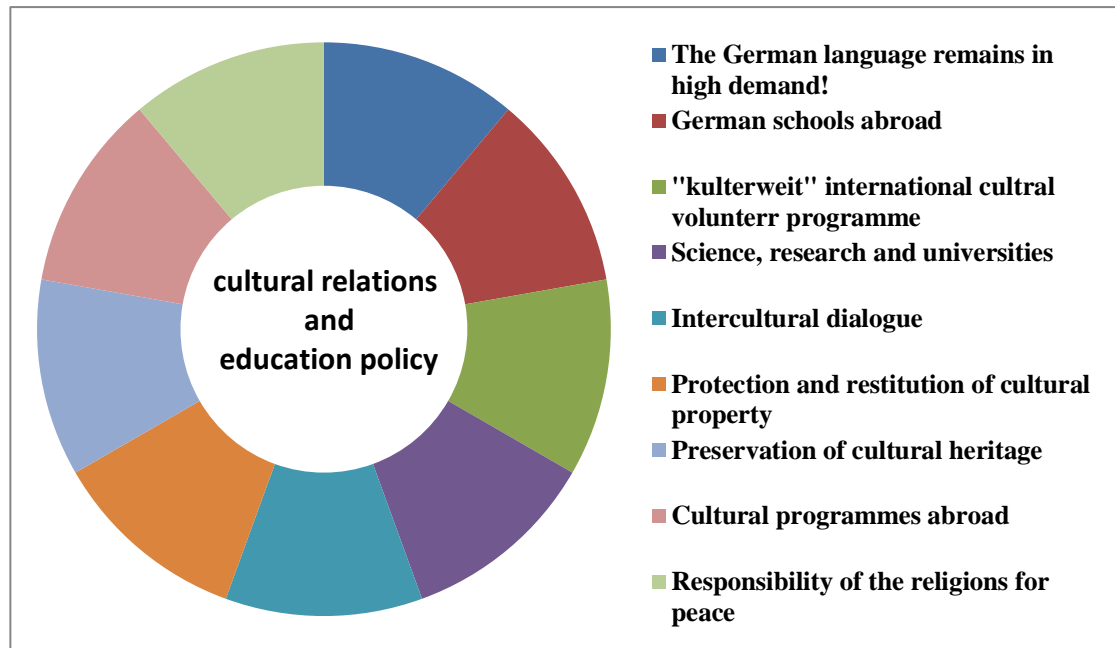 cultural relations
and
education policy
The German language remains in
high demand!
German schools abroad
"kulterweit" international cultral
volunterr programme
Science, research and universities
Intercultural dialogue
Protection and restitution of cultural
property
Preservation of cultural heritage
Cultural programmes abroad
Responsibility of the religions for
peace